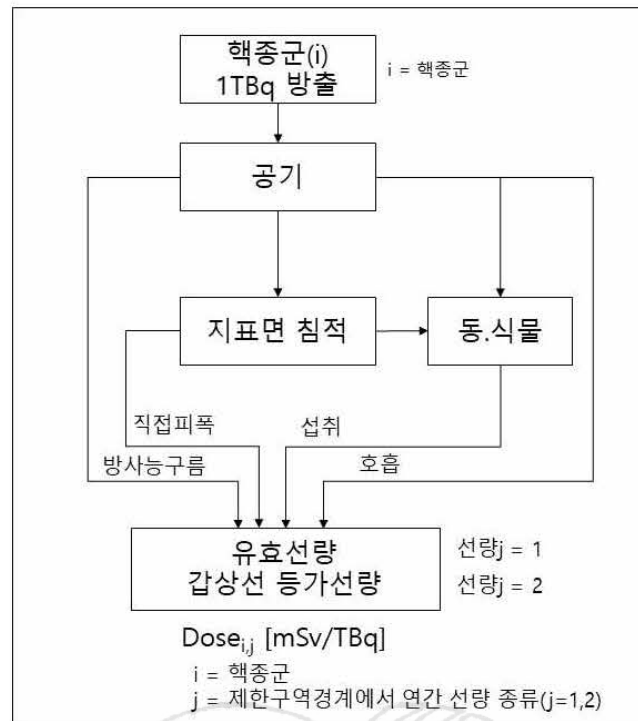 핵종군(i)
1TBq 방출
i = 핵종군
공기
지표면 침적
동.식물
직접피폭
섭취
방사능구름
호흡
유효선량
갑상선 등가선량
선량j = 1
선량j = 2
Dose i,j [mSv/TBq]
i = 핵종군
j = 제한구역경계에서 연간 선량 종류(j=1,2)